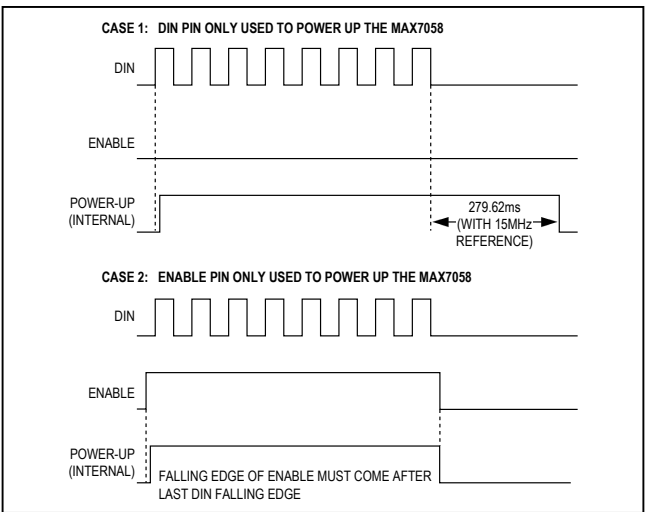 CASE 1: DIN PIN ONLY USED TO POWER UP THE MAX7058
DIN
ENABLE
POWER-UP
(INTERNAL)
279.62ms
(WITH 15MHz
REFERENCE)
CASE 2: ENABLE PIN ONLY USED TO POWER UP THE MAX7058
DIN
ENABLE
POWER-UP
(INTERNAL)
FALLING EDGE OF ENABLE MUST COME AFTER
LAST DIN FALLING EDGE